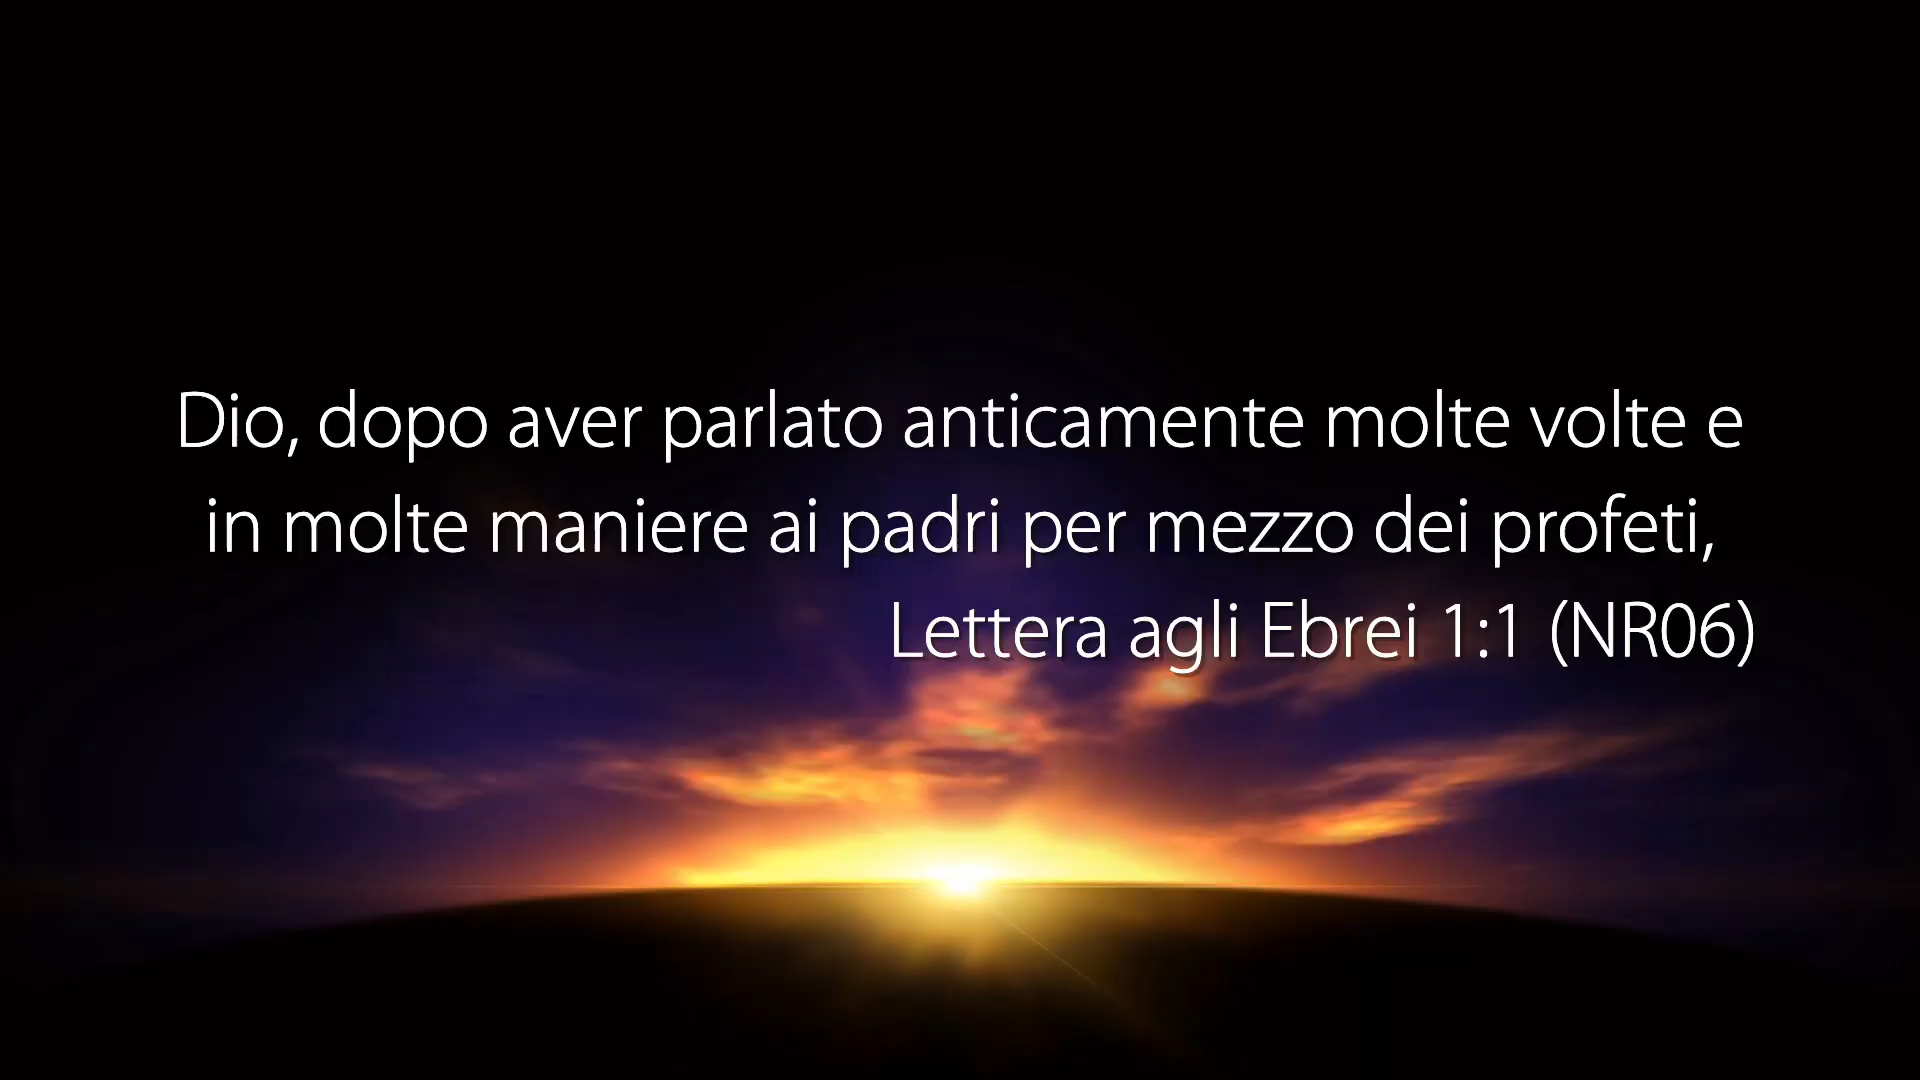 Dio, dopo aver parlato anticamente molte volte e
in molte maniere ai padri per mezzo dei profeti,
Lettera agli Ebrei 1:1 (NR06)